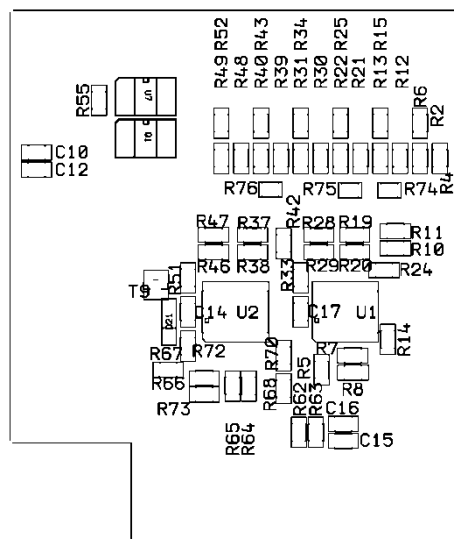 R52 R43 R34 R25 R15
R49 R48 R40 R39 R31 R30 R22 R21 R13 R12 R6 R2
R55
U7
C10
C12
R76 R75 R74 R4
R42
R47 R37 R28 R19 R11
R46 R38 R29 R20 R10
R51 R33 R24
T9
C14 U2 C17 U1
R67 R72 R70 R7 R14
R66 R5 R8
R73 R68 R62 R63 C16
R65 R64 C15